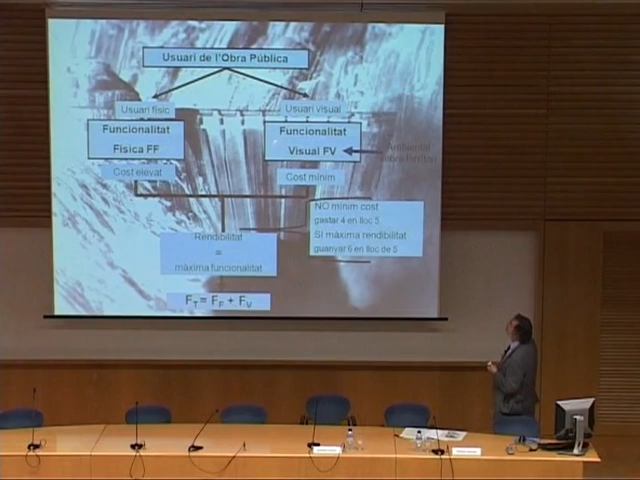 Usuari de l'Obra Pública
Usuari físic
Usuari visual
Funcionalitat
Física FF
Funcionalitat
Visual FV
Ambiental
Cost elevat
Cost mínim
NO mínim cost
gastar 4 en lloc 5
SI màxima rendibilitat
guanyar 6 en lloc de 5
Rendibilitat
=
màxima funcionalitat
FT= FF + FV